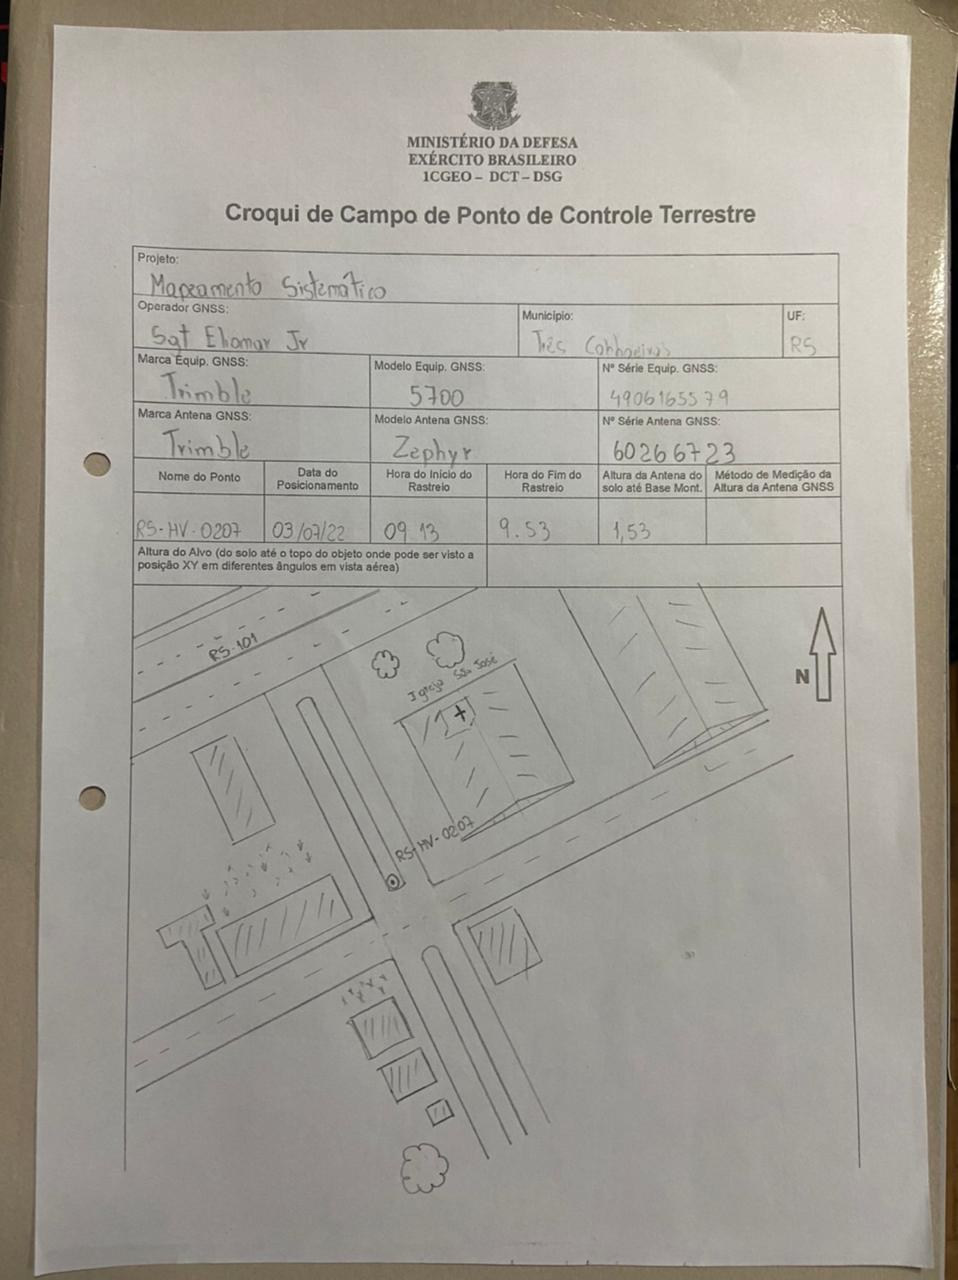 MINISTÉRIO DA DEFESA
EXÉRCITO BRASILEIRO
1CGEO – DCT – DSG
Croqui de Campo de Ponto de Controle Terrestre
Projeto:
Mapeamento Sistemático
Operador GNSS: Município: UF:
Sgt Eliomar Jr Três RS
Marca Equip. GNSS: Modelo Equip. GNSS: Nº Série Equip. GNSS:
Trimble 5700 4906165579
Marca Antena GNSS: Modelo Antena GNSS: Nº Série Antena GNSS:
Trimble Zephyr 60266723
Nome do Ponto Data do Posicionamento Hora do Início do Rastreio Hora do Fim do Rastreio Altura da Antena do solo até Base Mont. Método de Medição da Altura da Antena GNSS
RS-HV-0207 03/07/22 09 13 9.53 1,53
Altura do Alvo (do solo até o topo do objeto onde pode ser visto a
posição XY em diferentes ângulos em vista aérea)
RS-101
Igreja São José
N
RS-HV-0207